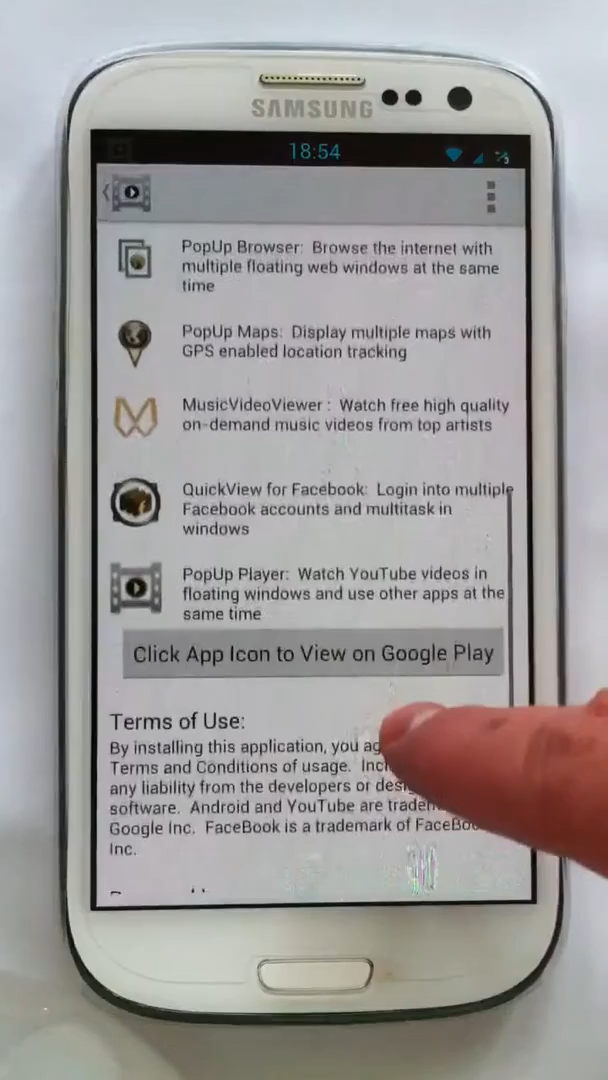 SAMSUNG
18:54
PopUp Browser: Browse the internet with
multiple floating web windows at the same
time
PopUp Maps: Display multiple maps with
GPS enabled location tracking
MusicVideoViewer : Watch free high quality
on-demand music videos from top artists
QuickView for Facebook: Login into multiple
Facebook accounts and multitask in
windows
PopUp Player: Watch YouTube videos in
floating windows and use other apps at the
same time
Click App Icon to View on Google Play
Terms of Use:
By installing this application, you
Terms and Conditions of usage.
any liability from the developers or
software. Android and YouTube are
Google Inc. FaceBook is a trademark of
Inc.